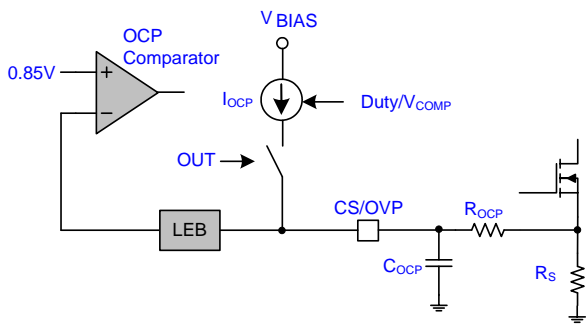 OCP
Comparator
V BIAS
0.85V
+
−
IOCP
Duty/VCOMP
OUT
CS/OVP
ROCP
LEB
COCP
RS